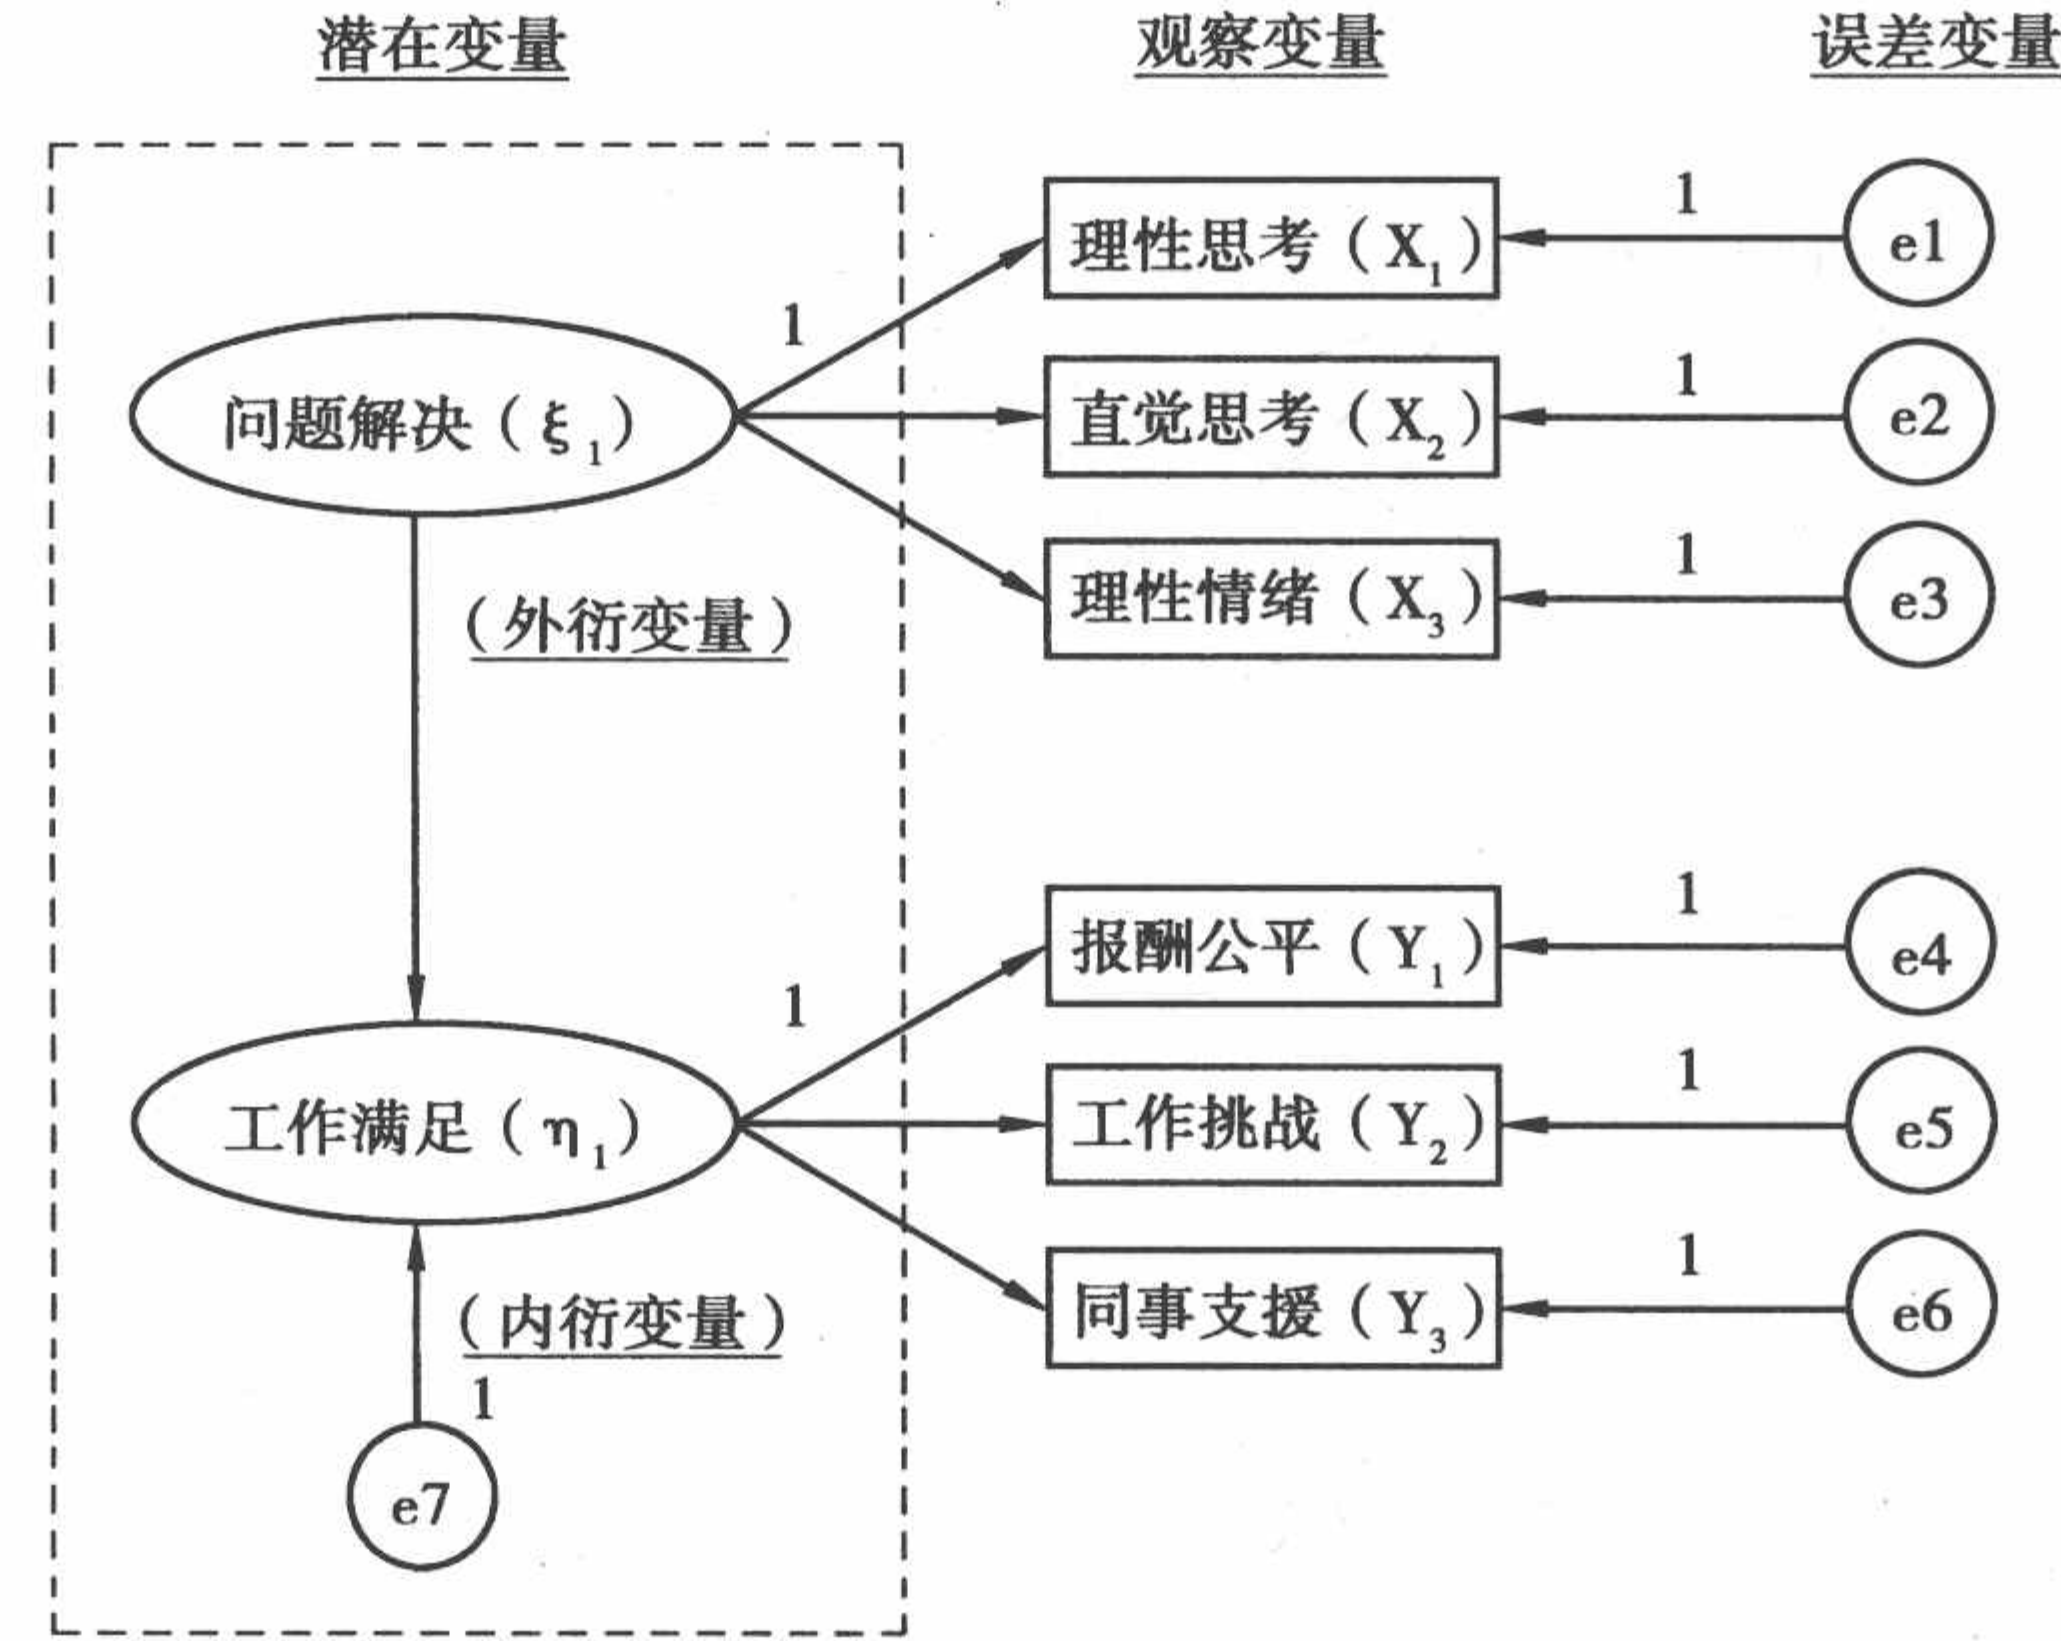 潜在变量 观察变量 误差变量
理性思考（X₁） 1 e1
1
直觉思考（X₂） 1 e2
问题解决（ξ₁）
理性情绪（X₃） 1 e3
（外衍变量）
报酬公平（Y₁） 1 e4
1
工作挑战（Y₂） 1 e5
工作满足（η₁）
同事支援（Y₃） 1 e6
（内衍变量）
1
e7